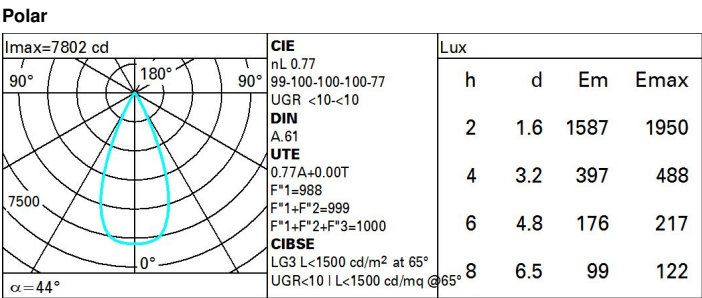 Polar
Imax=7802 cd
90°
180°
90°
7500
0°
α=44°
CIE
nL 0.77
99-100-100-100-77
UGR <10-<10
DIN
A.61
UTE
0.77A+0.00T
F"1=988
F"1+F"2=999
F"1+F"2+F"3=1000
CIBSE
LG3 L<1500 cd/m² at 65°
UGR<10 | L<1500 cd/mq @65°
Lux
h d Em Emax
2 1.6 1587 1950
4 3.2 397 488
6 4.8 176 217
8 6.5 99 122